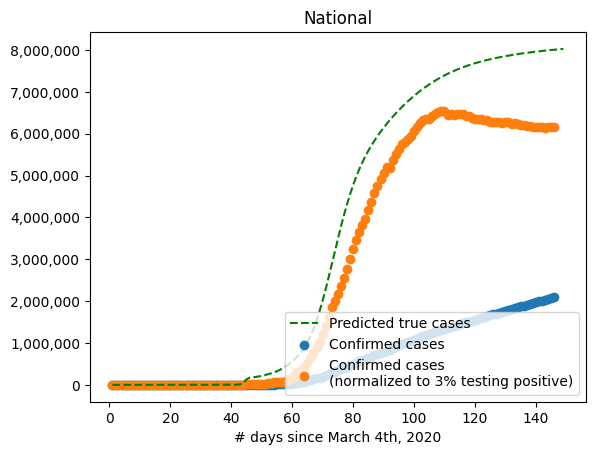 National
8,000,000
7,000,000
6,000,000
5,000,000
4,000,000
3,000,000
2,000,000
1,000,000
0
Predicted true cases
Confirmed cases
Confirmed cases
(normalized to 3% testing positive)
0 20 40 60 80 100 120 140
# days since March 4th, 2020